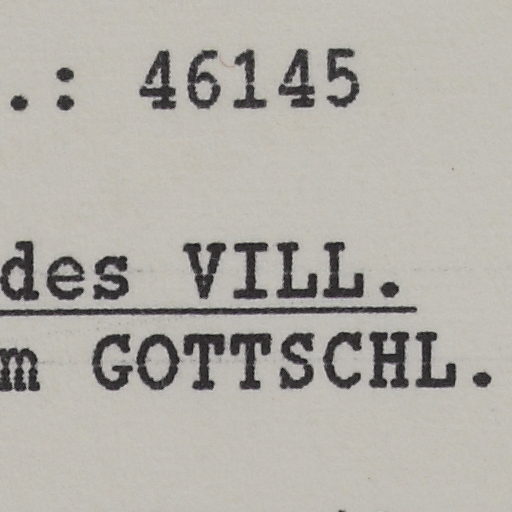 .: 46145
des VILL.
m GOTTSCHL.